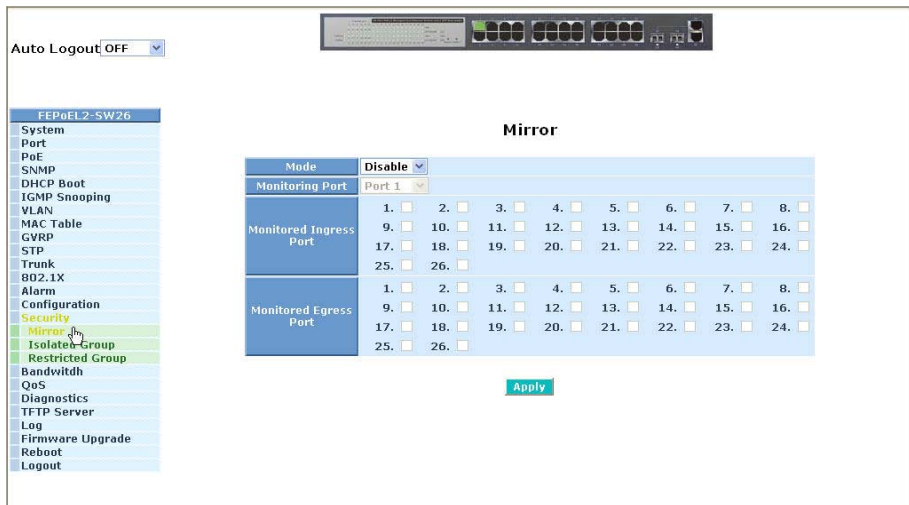 Auto Logout OFF
FEPoEL2-SW26
System
Port
PoE
SNMP
DHCP Boot
IGMP Snooping
VLAN
MAC Table
GVRP
STP
Trunk
802.1X
Alarm
Configuration
Security
Mirror
Isolated Group
Restricted Group
Bandwitdh
QoS
Diagnostics
TFTP Server
Log
Firmware Upgrade
Reboot
Logout
Mirror
Mode Disable
Monitoring Port Port 1
Monitored Ingress Port
1. 2. 3. 4. 5. 6. 7. 8.
9. 10. 11. 12. 13. 14. 15. 16.
17. 18. 19. 20. 21. 22. 23. 24.
25. 26.
Monitored Egress Port
1. 2. 3. 4. 5. 6. 7. 8.
9. 10. 11. 12. 13. 14. 15. 16.
17. 18. 19. 20. 21. 22. 23. 24.
25. 26.
Apply